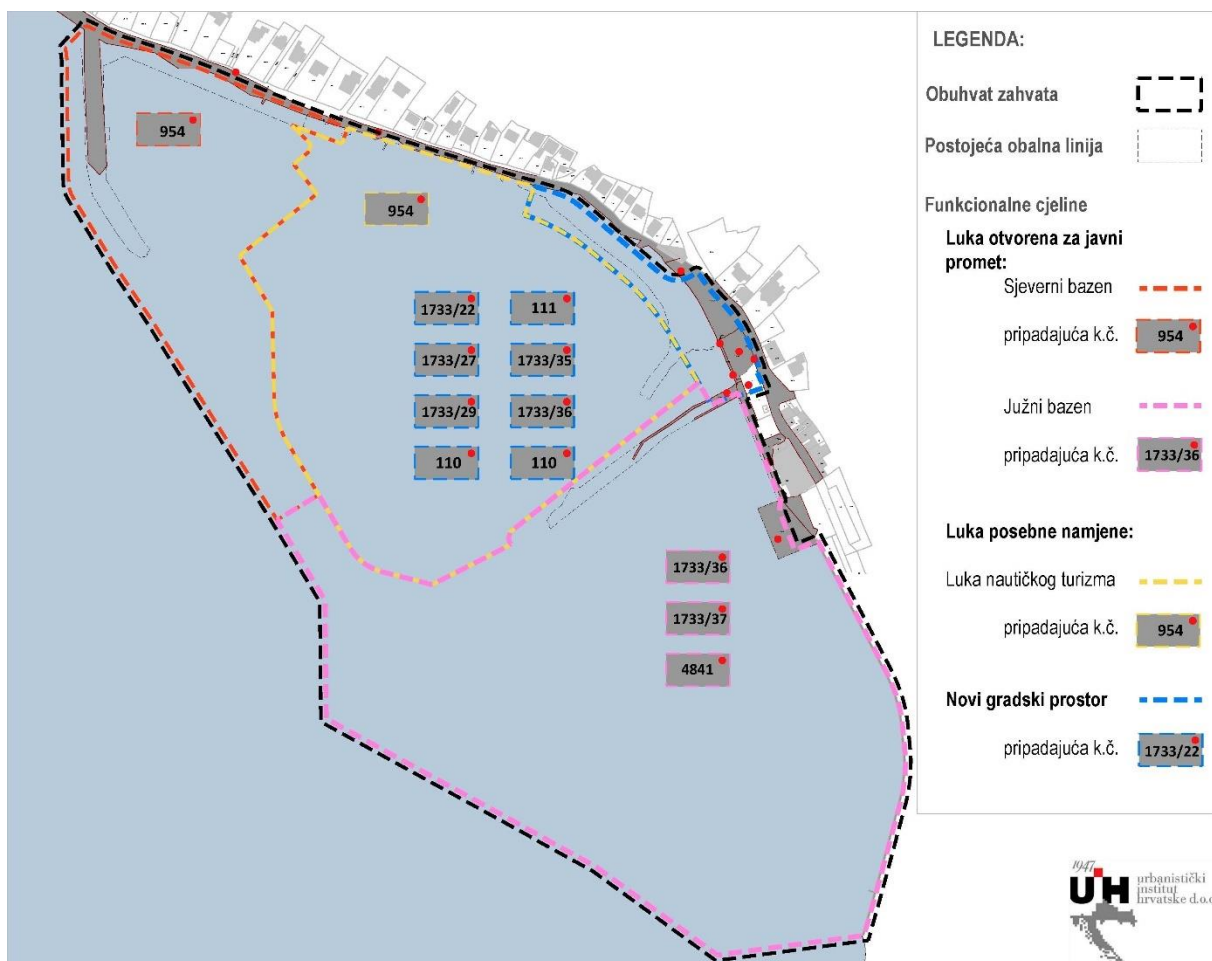 954
954
1733/22
111
1733/27
1733/35
1733/29
1733/36
110
110
1733/36
1733/37
4841
LEGENDA:
Obuhvat zahvata
Postojeća obalna linija
Funkcionalne cjeline
Luka otvorena za javni
promet:
Sjeverni bazen
pripadajuća k.č.
954
Južni bazen
pripadajuća k.č.
1733/36
Luka posebne namjene:
Luka nautičkog turizma
pripadajuća k.č.
954
Novi gradski prostor
pripadajuća k.č.
1733/22
1947
UH
urbanistički
institut
hrvatske d.o.o